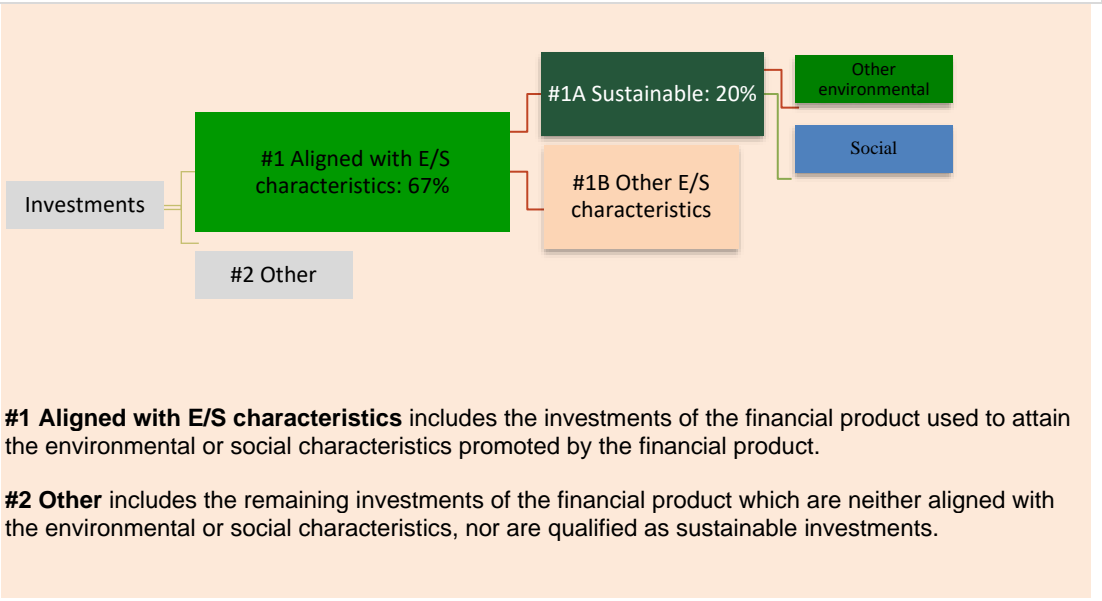 Investments
#1 Aligned with E/S
characteristics: 67%
#2 Other
#1A Sustainable: 20%
#1B Other E/S
characteristics
Other
environmental
Social
#1 Aligned with E/S characteristics includes the investments of the financial product used to attain
the environmental or social characteristics promoted by the financial product.
#2 Other includes the remaining investments of the financial product which are neither aligned with
the environmental or social characteristics, nor are qualified as sustainable investments.